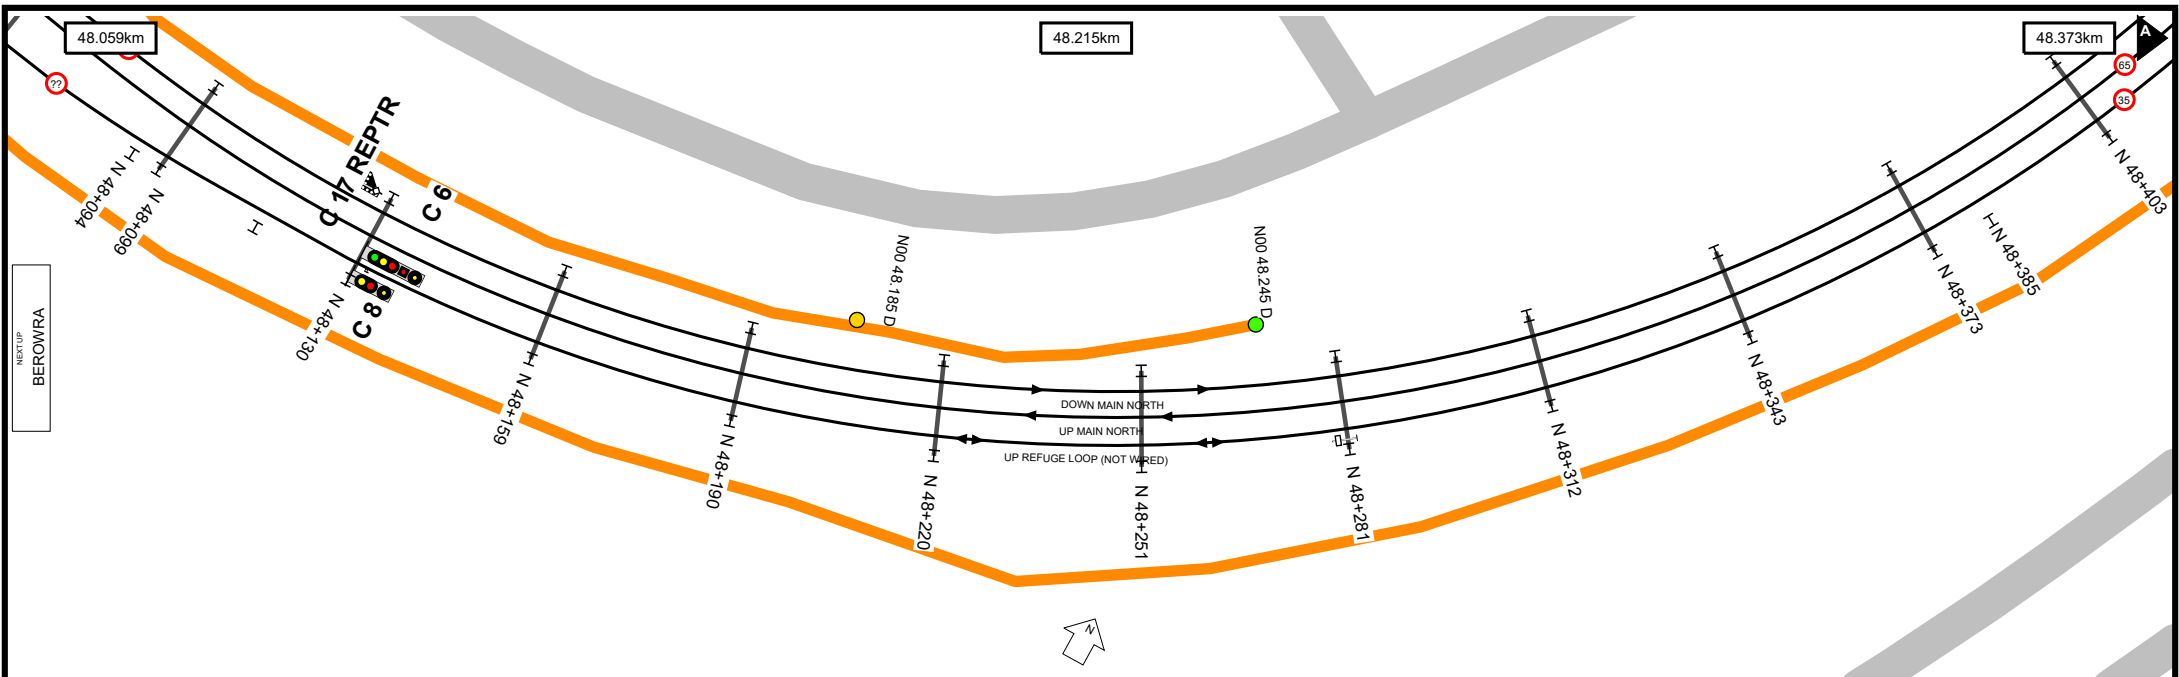 48.059km
48.215km
48.373km
A
65
35
??
C 17 REPTR
C 6
C 8
N 48+094
N 48+099
N 48+130
N 48+159
N 48+190
N 48+220
N 48+251
N 48+281
N 48+312
N 48+343
N 48+373
N 48+385
N 48+403
N00 48.185 D
N00 48.245 D
DOWN MAIN NORTH
UP MAIN NORTH
UP REFUGE LOOP (NOT WIRED)
NEXT UP
BEROWRA
N